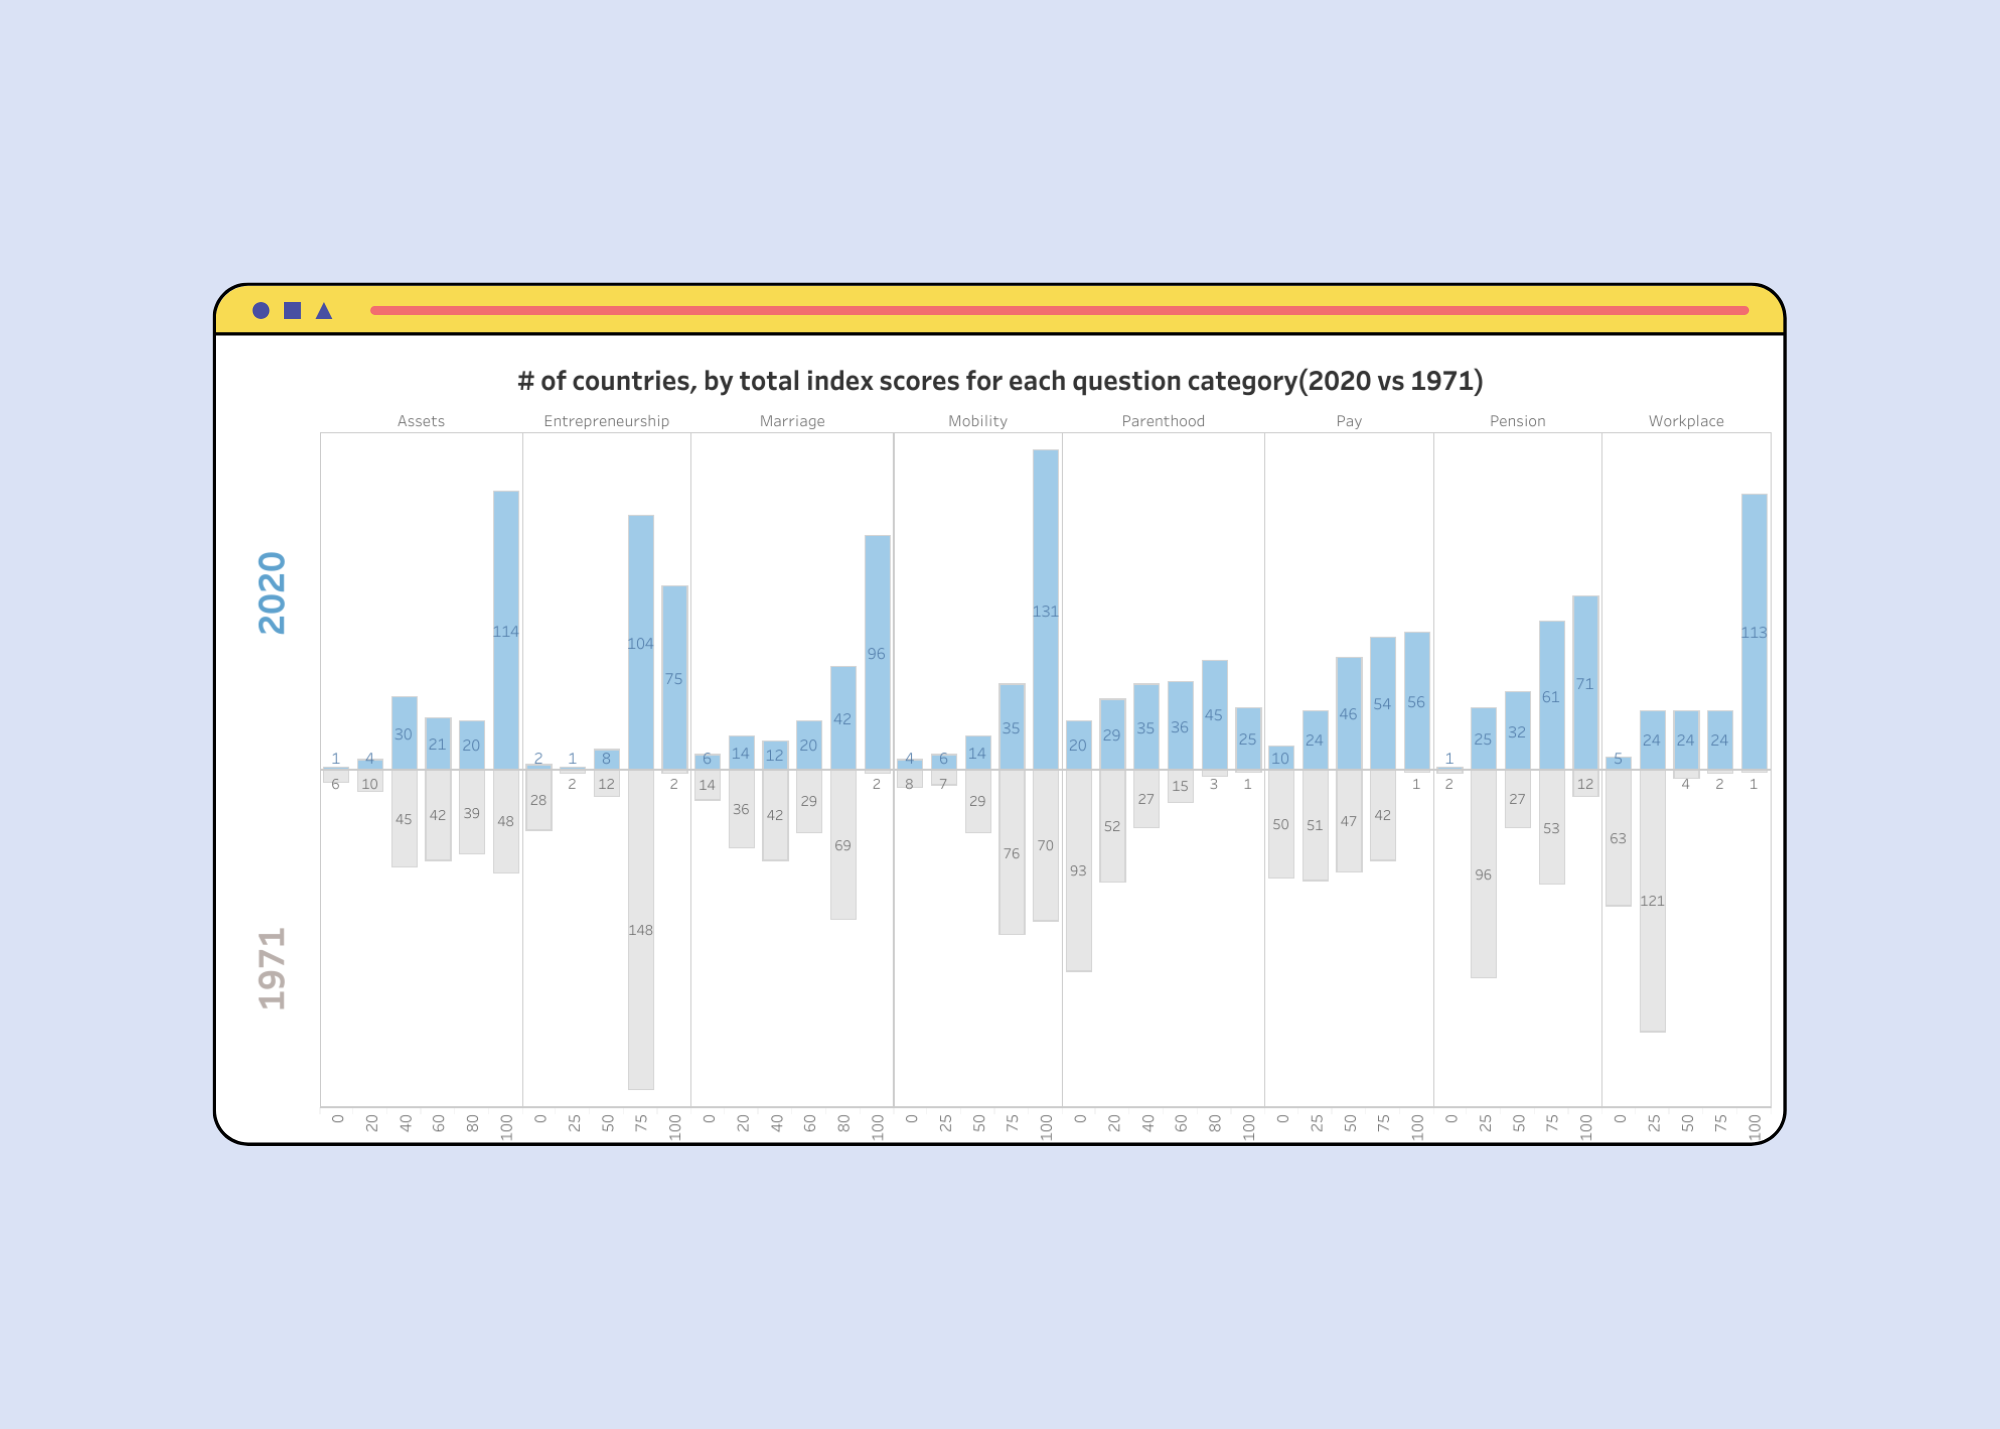 # of countries, by total index scores for each question category(2020 vs 1971)
Assets Entrepreneurship Marriage Mobility Parenthood Pay Pension Workplace
2020
1 4 30 21 20 114 2 1 8 104 75 6 14 12 20 42 96 4 6 14 35 131 20 29 35 36 45 25 10 24 46 54 56 1 25 32 61 71 5 24 24 24 113
1971
6 10 45 42 39 48 28 2 12 148 2 14 36 42 29 69 2 8 7 29 76 70 93 52 27 15 3 1 50 51 47 42 1 2 96 27 53 12 63 121 4 2 1
0 20 40 60 80 100 0 25 50 75 100 0 20 40 60 80 100 0 25 50 75 100 0 20 40 60 80 100 0 25 50 75 100 0 25 50 75 100 0 25 50 75 100